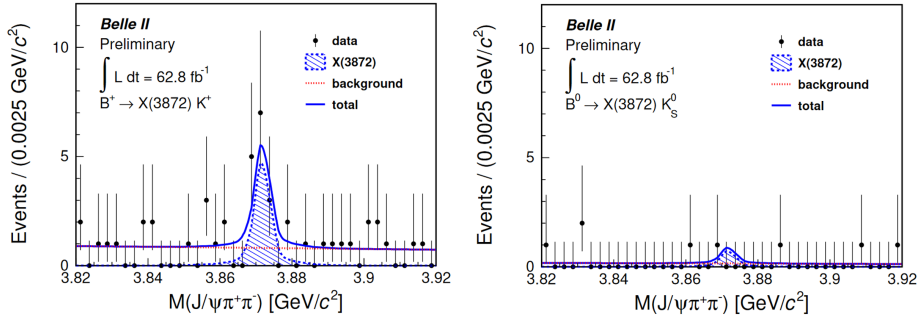 Belle II
Preliminary
∫ L dt = 62.8 fb⁻¹
B⁺ → X(3872) K⁺
data
X(3872)
background
total
Events / (0.0025 GeV/c²)
10
5
0
3.82 3.84 3.86 3.88 3.9 3.92
M(J/ψπ⁺π⁻) [GeV/c²]
Belle II
Preliminary
∫ L dt = 62.8 fb⁻¹
B⁰ → X(3872) K⁰_S
data
X(3872)
background
total
Events / (0.0025 GeV/c²)
10
5
0
3.82 3.84 3.86 3.88 3.9 3.92
M(J/ψπ⁺π⁻) [GeV/c²]